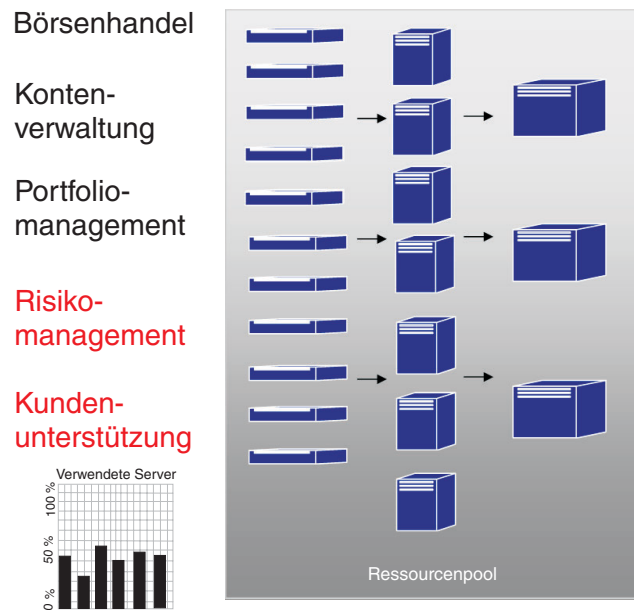 Börsenhandel
Konten-
verwaltung
Portfolio-
management
Risiko-
management
Kunden-
unterstützung
Verwendete Server
100 %
50 %
0 %
Ressourcenpool